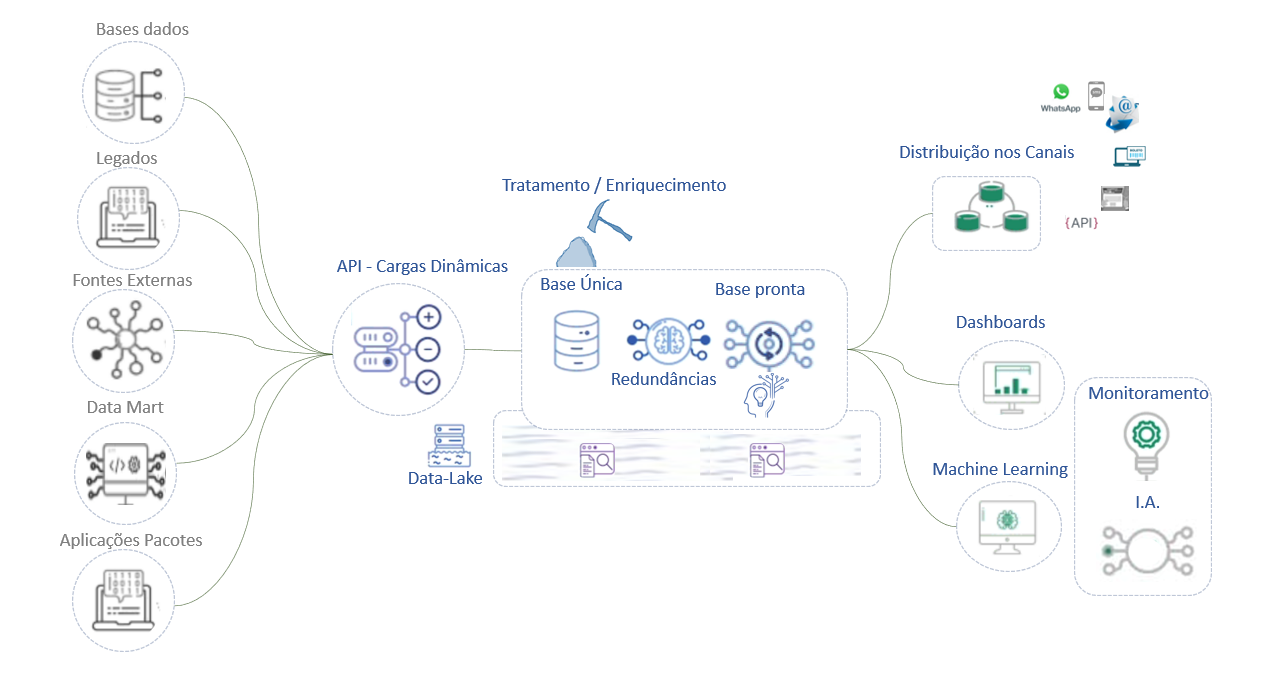 Bases dados
Legados
Fontes Externas
Data Mart
Aplicações Pacotes
API - Cargas Dinâmicas
Tratamento / Enriquecimento
Base Única
Base pronta
Redundâncias
Data-Lake
WhatsApp
Distribuição nos Canais
{API}
Dashboards
Machine Learning
Monitoramento
I.A.